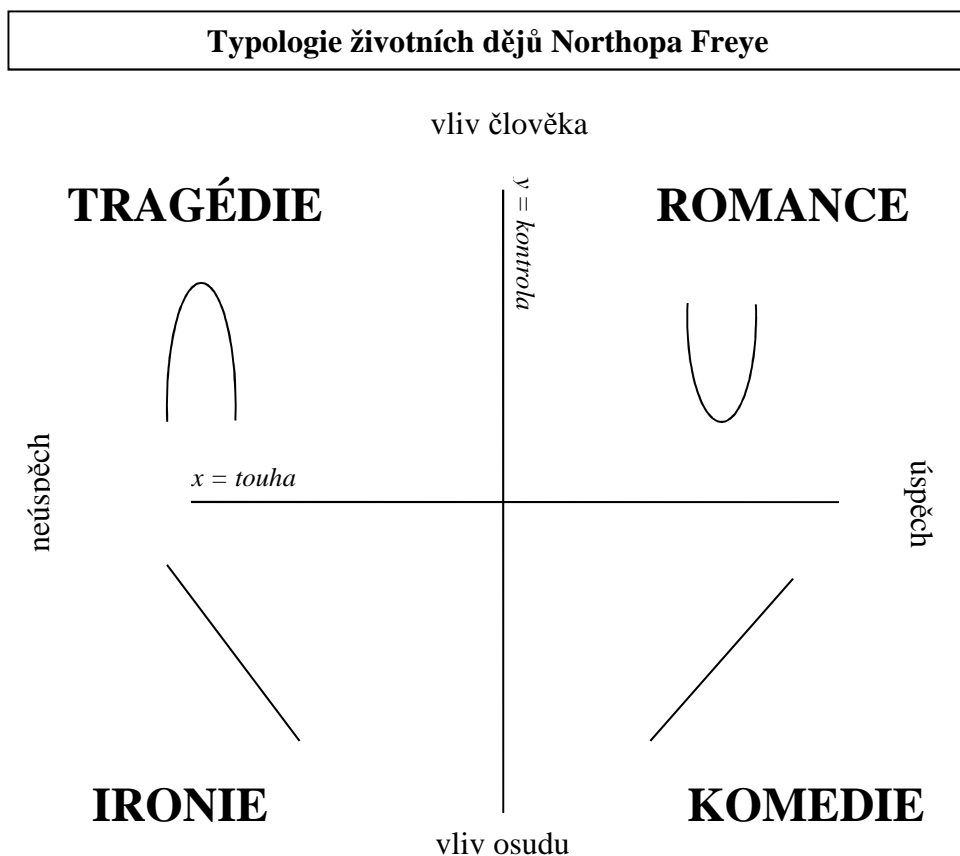 Typologie životních dějů Northopa Freye
vliv člověka
TRAGÉDIE
y = kontrola
ROMANCE
neúspěch
x = touha
úspěch
IRONIE
KOMEDIE
vliv osudu